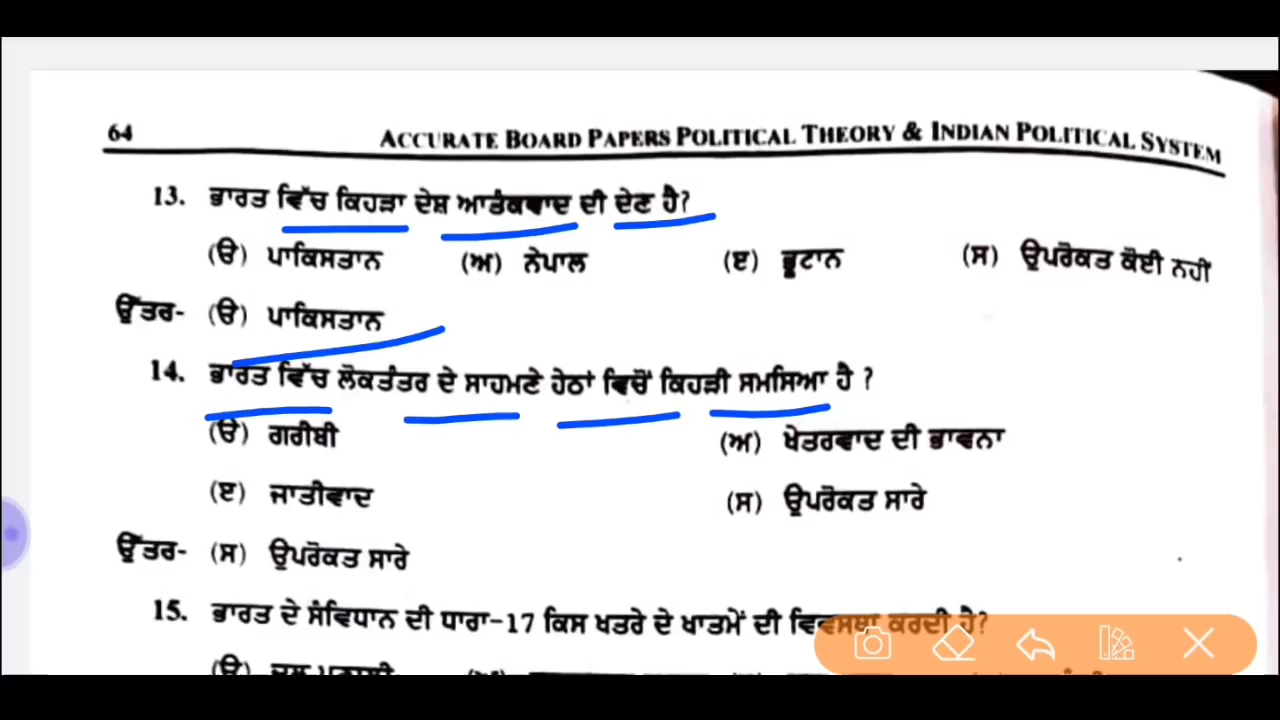 64 ACCURATE BOARD PAPERS POLITICAL THEORY & INDIAN POLITICAL SYSTEM
13. ਭਾਰਤ ਵਿੱਚ ਕਿਹੜਾ ਦੇਸ਼ ਆਤੰਕਵਾਦ ਦੀ ਦੇਣ ਹੈ?
(ੳ) ਪਾਕਿਸਤਾਨ (ਅ) ਨੇਪਾਲ (ੲ) ਭੂਟਾਨ (ਸ) ਉਪਰੋਕਤ ਕੋਈ ਨਹੀਂ
ਉੱਤਰ- (ੳ) ਪਾਕਿਸਤਾਨ
14. ਭਾਰਤ ਵਿੱਚ ਲੋਕਤੰਤਰ ਦੇ ਸਾਹਮਣੇ ਹੇਠਾਂ ਵਿਚੋਂ ਕਿਹੜੀ ਸਮਸਿਆ ਹੈ ?
(ੳ) ਗਰੀਬੀ (ਅ) ਖੇਤਰਵਾਦ ਦੀ ਭਾਵਨਾ
(ੲ) ਜਾਤੀਵਾਦ (ਸ) ਉਪਰੋਕਤ ਸਾਰੇ
ਉੱਤਰ- (ਸ) ਉਪਰੋਕਤ ਸਾਰੇ
15. ਭਾਰਤ ਦੇ ਸੰਵਿਧਾਨ ਦੀ ਧਾਰਾ-17 ਕਿਸ ਖਤਰੇ ਦੇ ਖਾਤਮੇਂ ਦੀ ਵਿਵਸਥਾ ਕਰਦੀ ਹੈ?
(ੳ)